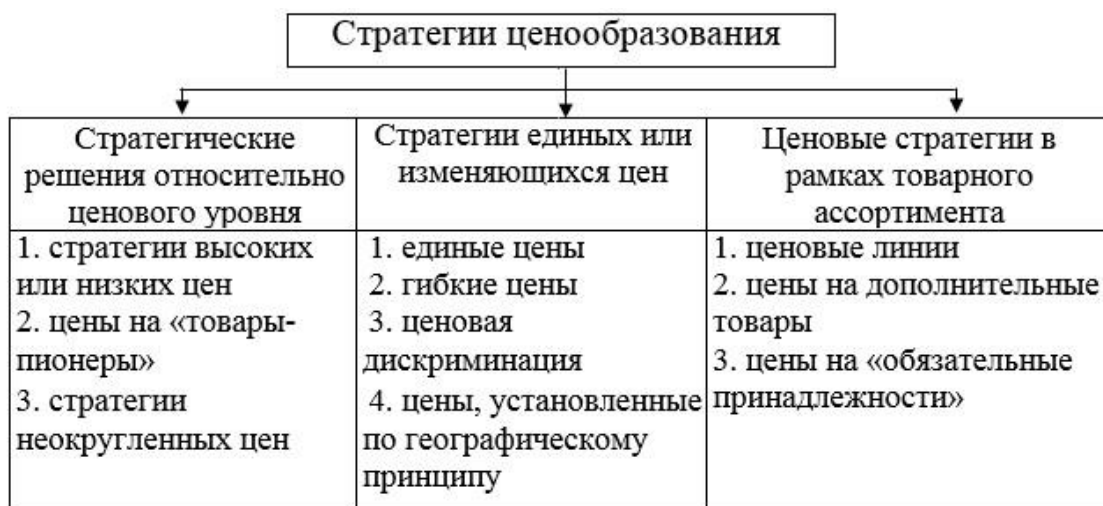 Стратегии ценообразования
Стратегические
решения относительно
ценового уровня
Стратегии единых или
изменяющихся цен
Ценовые стратегии в
рамках товарного
ассортимента
1. стратегии высоких
или низких цен
2. цены на «товары-
пионеры»
3. стратегии
неокругленных цен
1. единые цены
2. гибкие цены
3. ценовая
дискриминация
4. цены, установленные
по географическому
принципу
1. ценовые линии
2. цены на дополнительные
товары
3. цены на «обязательные
принадлежности»